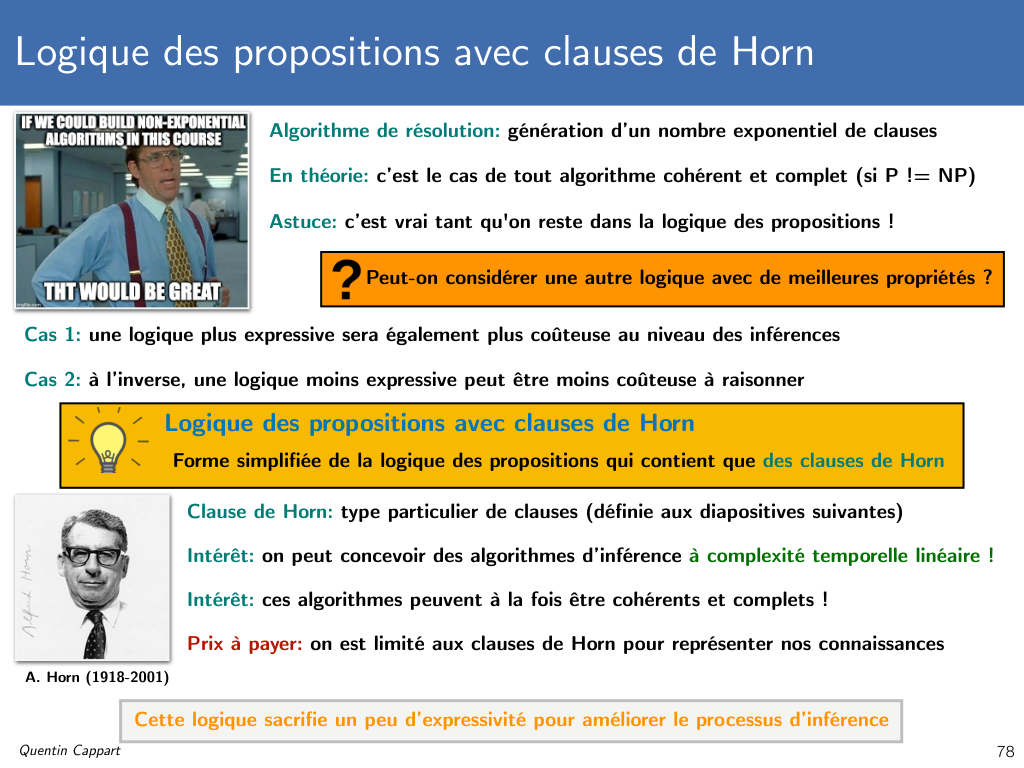 Logique des propositions avec clauses de Horn
IF WE COULD BUILD NON-EXPONENTIAL
ALGORITHMS IN THIS COURSE
THT WOULD BE GREAT
imgflip.com
Algorithme de résolution: génération d'un nombre exponentiel de clauses
En théorie: c'est le cas de tout algorithme cohérent et complet (si P != NP)
Astuce: c'est vrai tant qu'on reste dans la logique des propositions !
? Peut-on considérer une autre logique avec de meilleures propriétés ?
Cas 1: une logique plus expressive sera également plus coûteuse au niveau des inférences
Cas 2: à l'inverse, une logique moins expressive peut être moins coûteuse à raisonner
Logique des propositions avec clauses de Horn
Forme simplifiée de la logique des propositions qui contient que des clauses de Horn
Alfred Horn
Clause de Horn: type particulier de clauses (définie aux diapositives suivantes)
Intérêt: on peut concevoir des algorithmes d'inférence à complexité temporelle linéaire !
Intérêt: ces algorithmes peuvent à la fois être cohérents et complets !
Prix à payer: on est limité aux clauses de Horn pour représenter nos connaissances
A. Horn (1918-2001)
Cette logique sacrifie un peu d'expressivité pour améliorer le processus d'inférence
Quentin Cappart
78